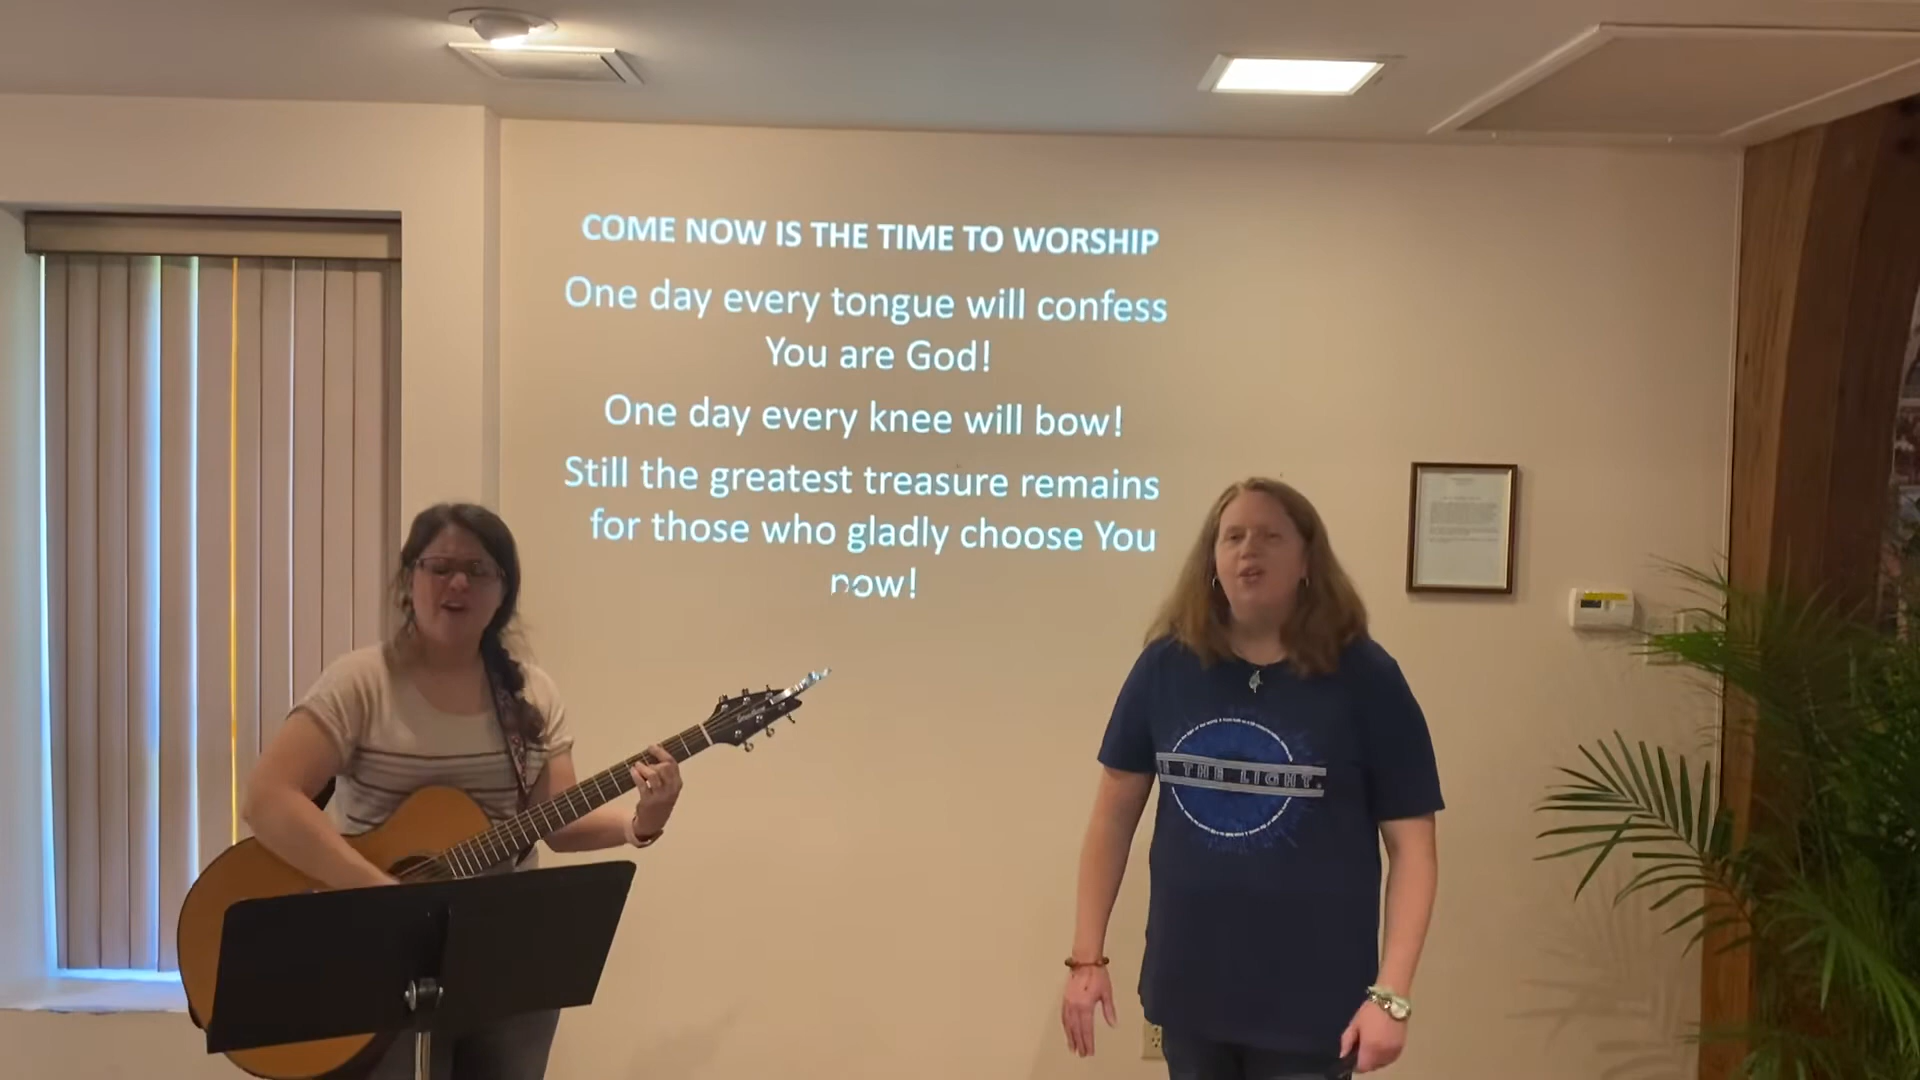 COME NOW IS THE TIME TO WORSHIP
One day every tongue will confess
You are God!
One day every knee will bow!
Still the greatest treasure remains
for those who gladly choose You
now!
THE LIGHT.